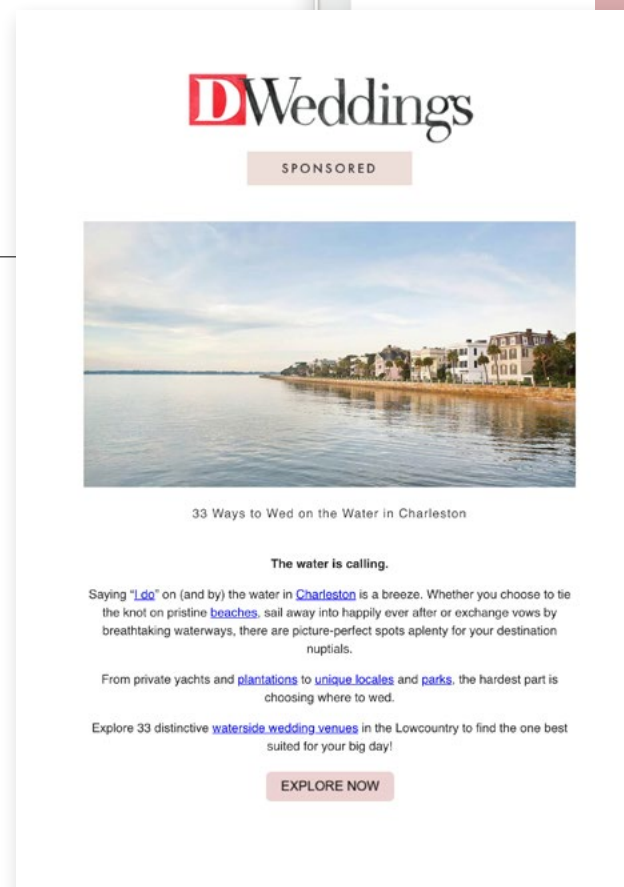 DWeddings
SPONSORED
33 Ways to Wed on the Water in Charleston
The water is calling.
Saying “I do” on (and by) the water in Charleston is a breeze. Whether you choose to tie
the knot on pristine beaches, sail away into happily ever after or exchange vows by
breathtaking waterways, there are picture-perfect spots aplenty for your destination
nuptials.
From private yachts and plantations to unique locales and parks, the hardest part is
choosing where to wed.
Explore 33 distinctive waterside wedding venues in the Lowcountry to find the one best
suited for your big day!
EXPLORE NOW